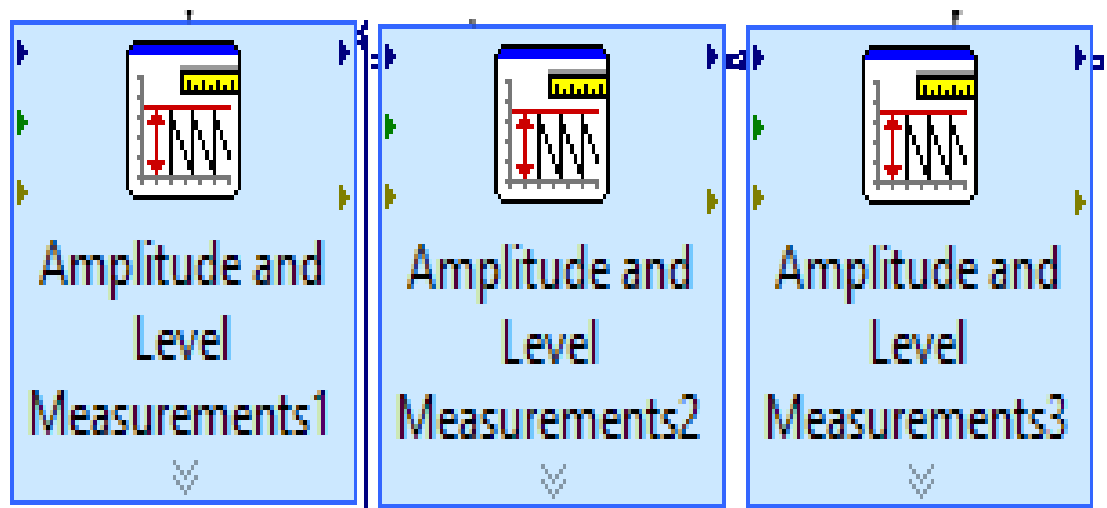 Amplitude and
Level
Measurements1
Amplitude and
Level
Measurements2
Amplitude and
Level
Measurements3